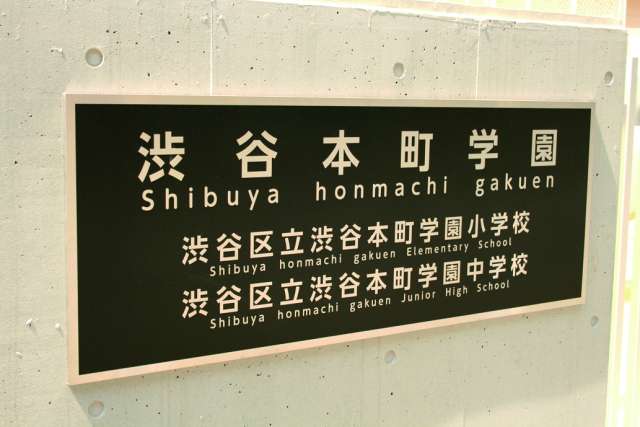 渋谷本町学園
Shibuya honmachi gakuen
渋谷区立渋谷本町学園小学校
Shibuya honmachi gakuen Elementary School
渋谷区立渋谷本町学園中学校
Shibuya honmachi gakuen Junior High School